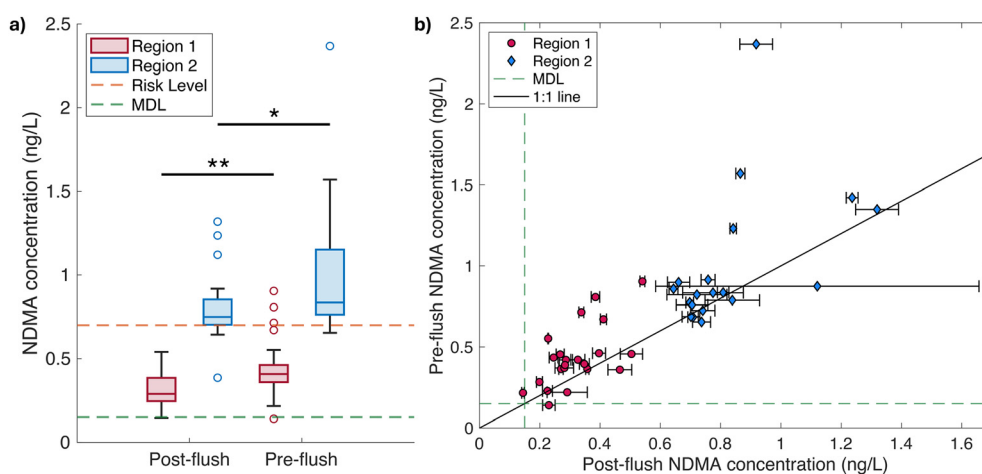 a)
2.5
2
1.5
1
0.5
0
NDMA concentration (ng/L)
Region 1
Region 2
Risk Level
MDL
*
**
Post-flush
Pre-flush
b)
2.5
2
1.5
1
0.5
0
Pre-flush NDMA concentration (ng/L)
Region 1
Region 2
MDL
1:1 line
0 0.2 0.4 0.6 0.8 1 1.2 1.4 1.6
Post-flush NDMA concentration (ng/L)